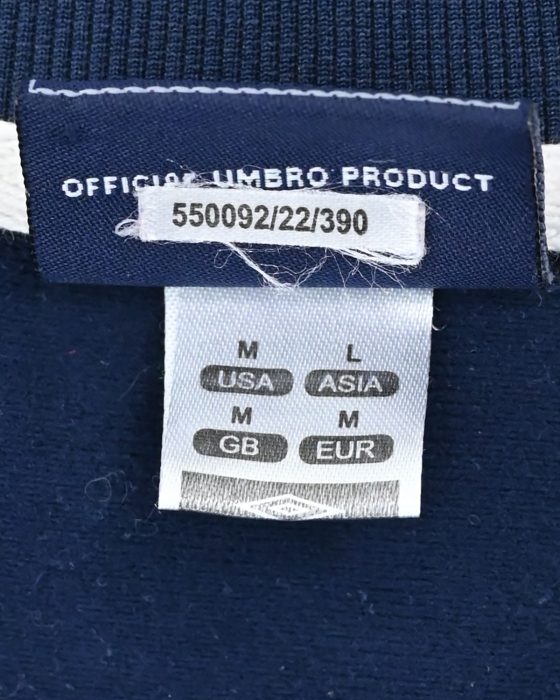 OFFICIAL UMBRO PRODUCT
550092/22/390
M L
USA ASIA
M M
GB EUR